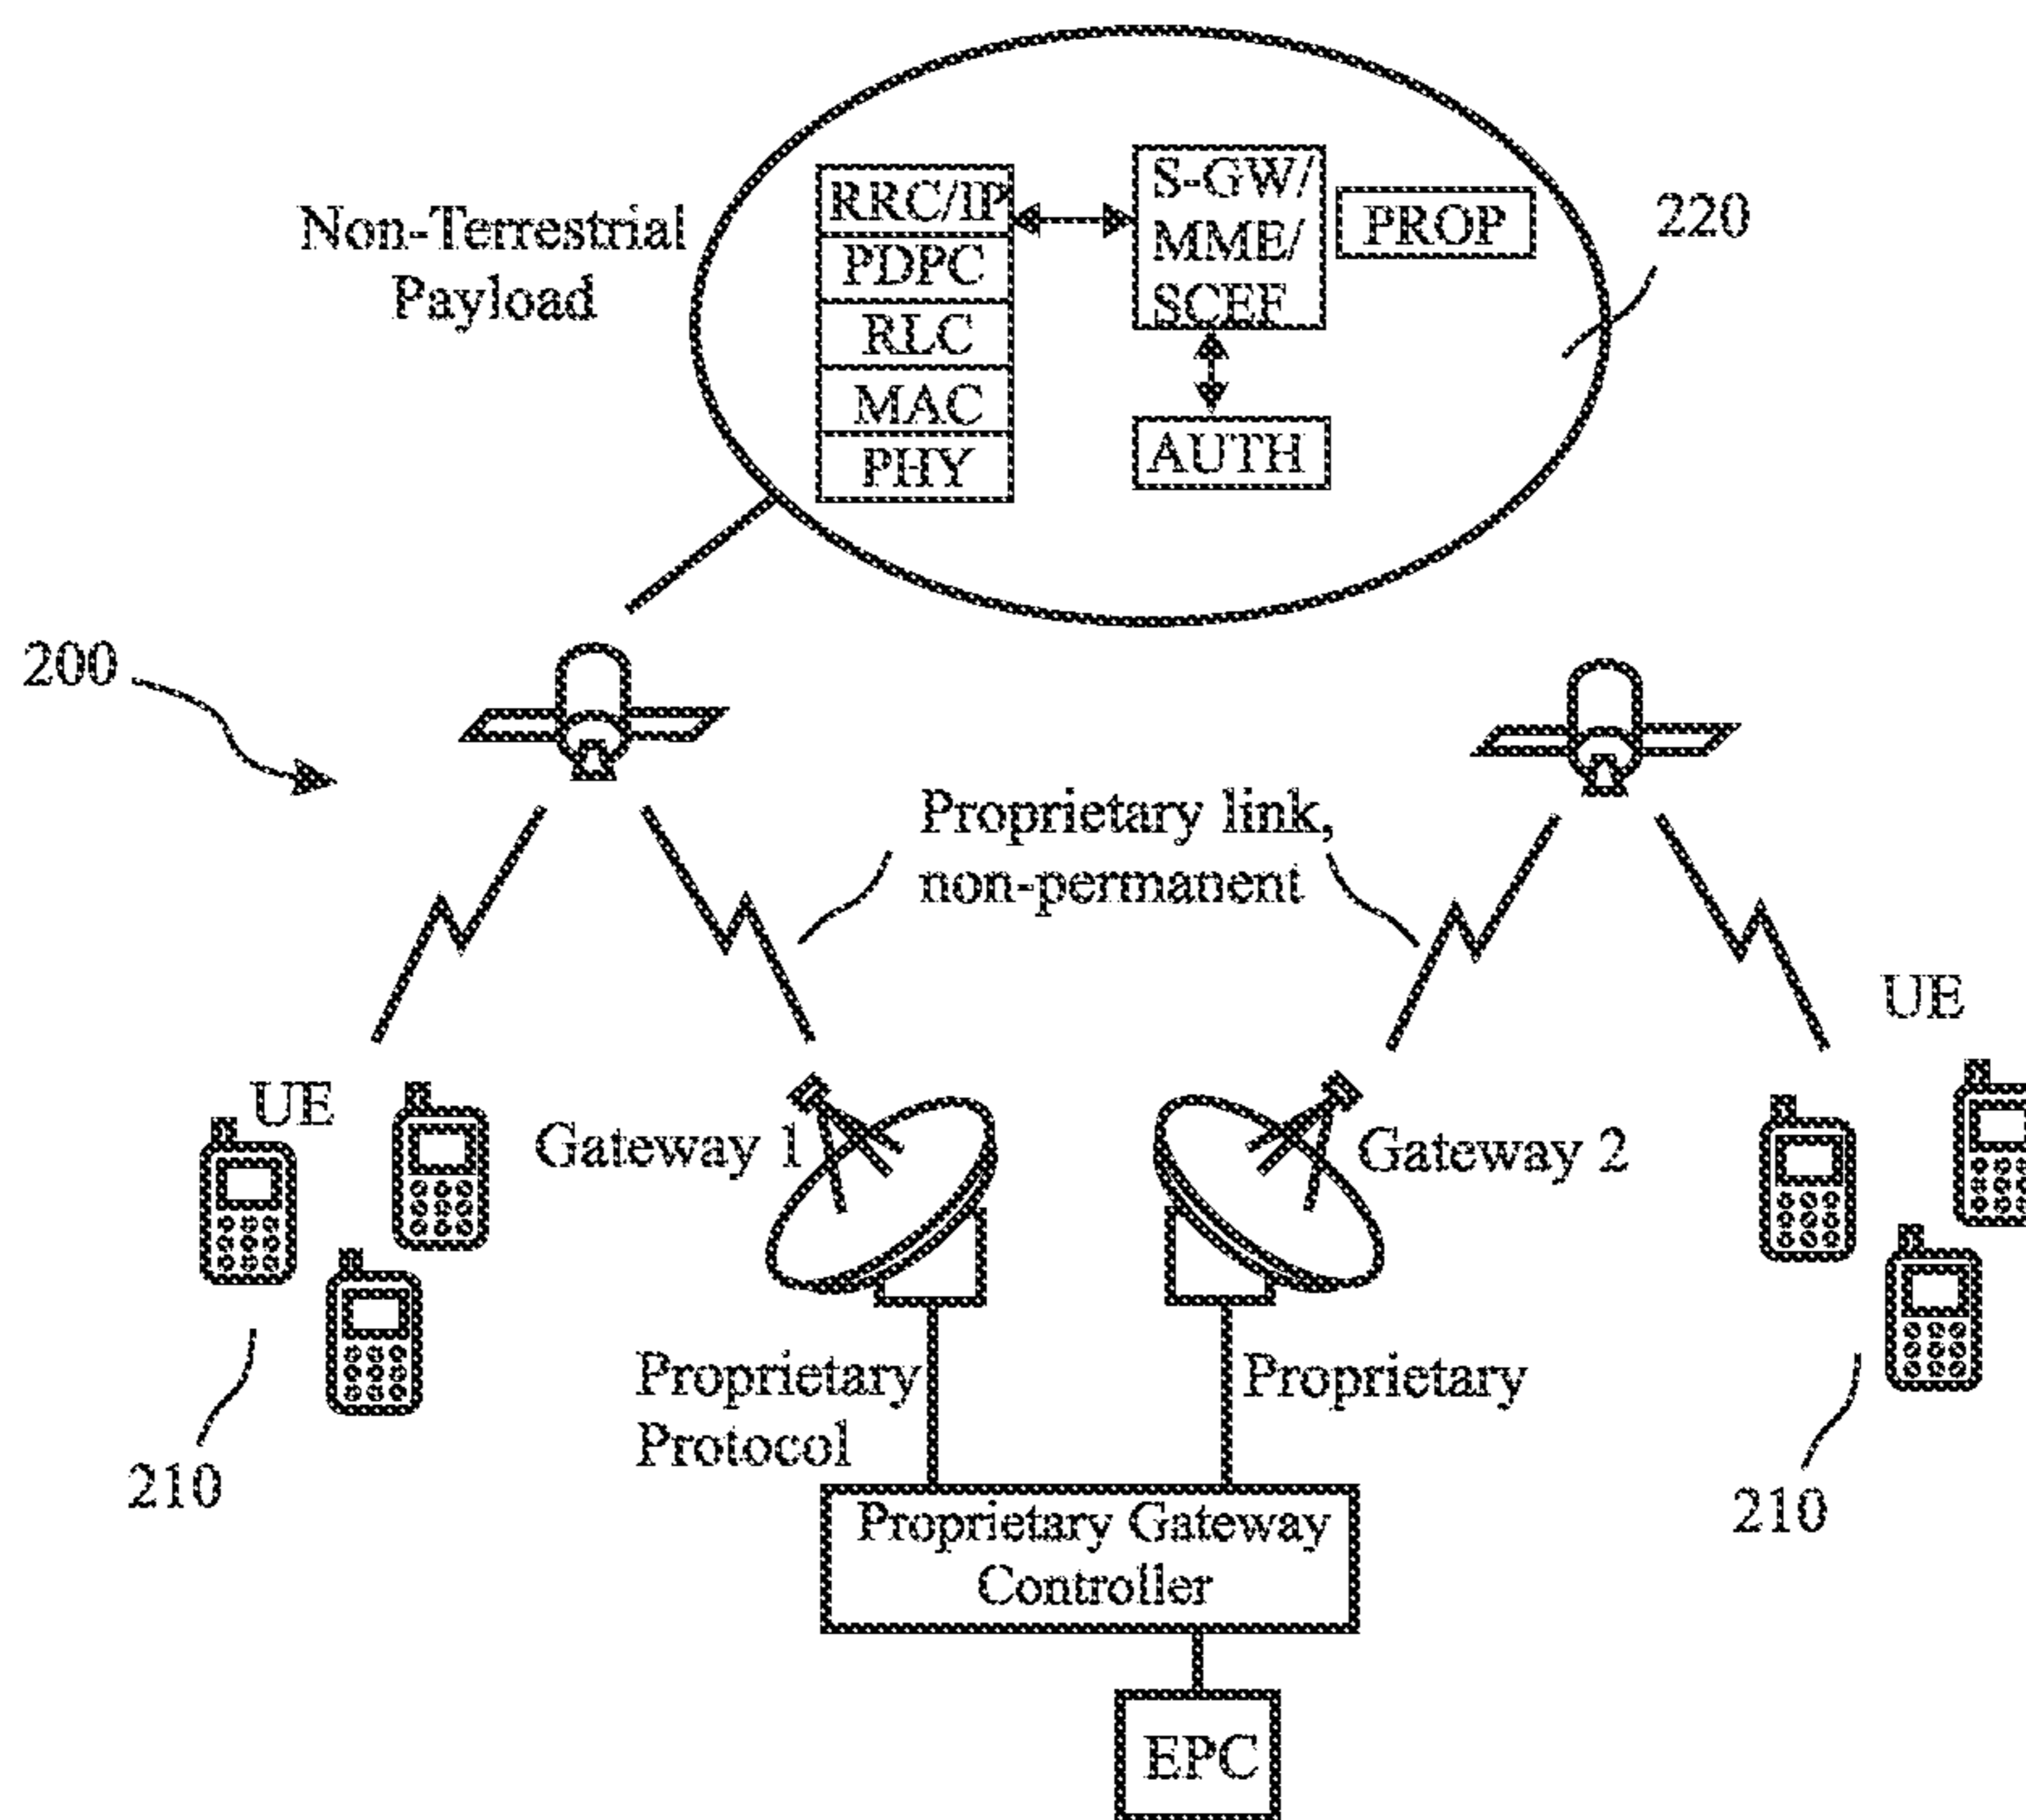 Non-Terrestrial
Payload
RRC/IP
PDPC
RLC
MAC
PHY
S-GW/
MME/
SCEF
PROP
AUTH
220
200
Proprietary link,
non-permanent
UE
UE
Gateway 1
Gateway 2
210
Proprietary
Protocol
Proprietary
210
Proprietary Gateway
Controller
EPC